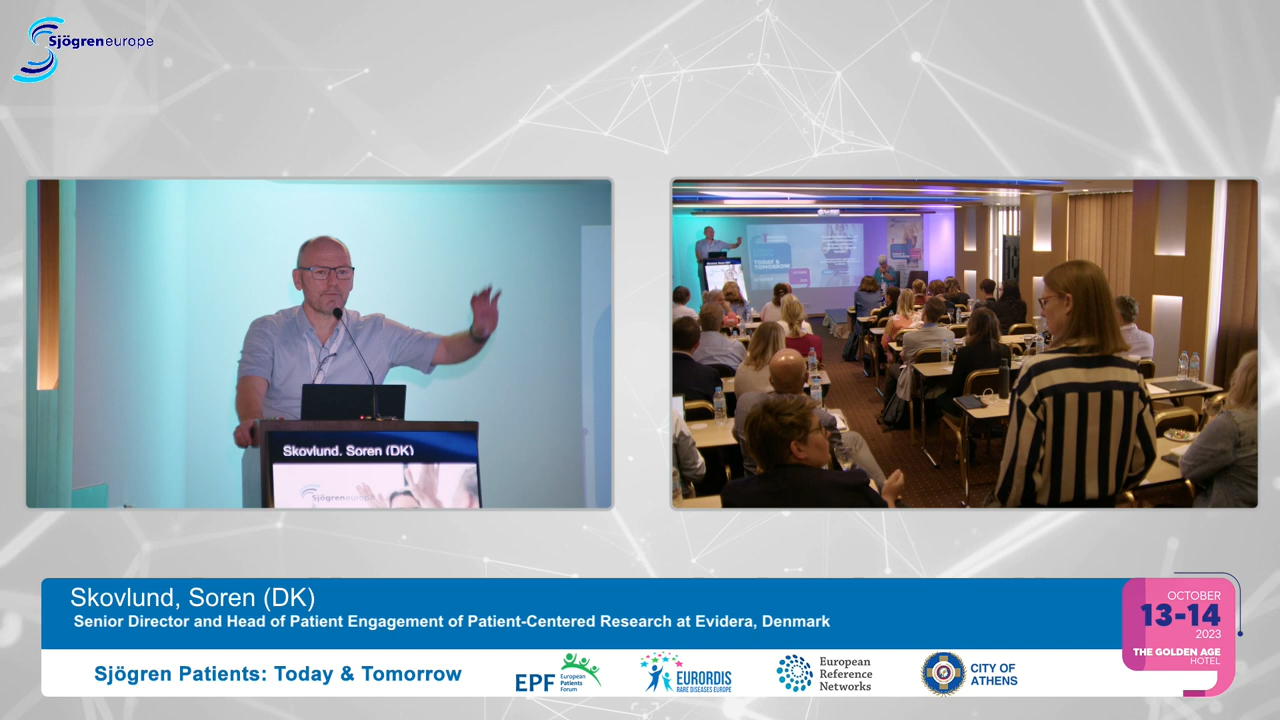 Sjögreneurope
Skovlund, Soren (DK)
Sjögreneurope
TODAY &
TOMORROW
Skovlund, Soren (DK)
Senior Director and Head of Patient Engagement of Patient-Centered Research at Evidera, Denmark
Sjögren Patients: Today & Tomorrow
EPF
European
Patients
Forum
EURORDIS
RARE DISEASES EUROPE
European
Reference
Networks
CITY OF
ATHENS
OCTOBER
13-14
2023
THE GOLDEN AGE
HOTEL